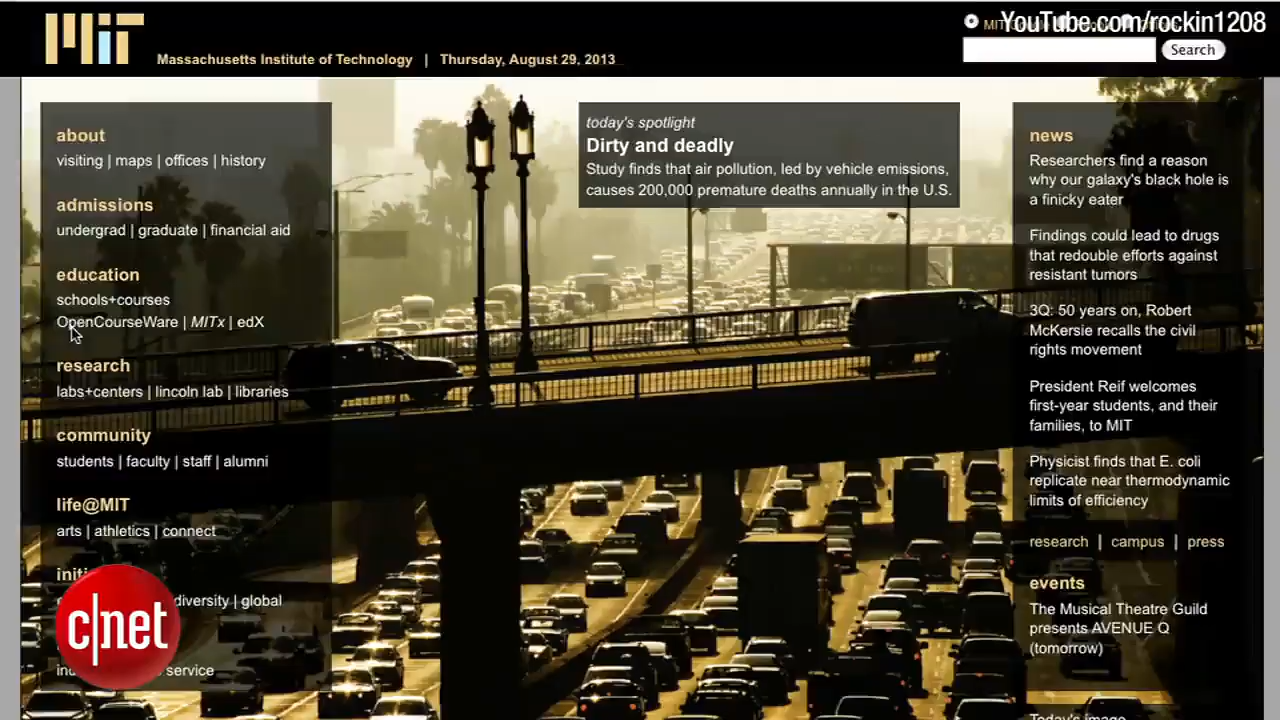 MiT
Massachusetts Institute of Technology | Thursday, August 29, 2013
YouTube.com/rockin1208
Search
about
visiting | maps | offices | history
admissions
undergrad | graduate | financial aid
education
schools+courses
OpenCourseWare | MITx | edX
research
labs+centers | lincoln lab | libraries
community
students | faculty | staff | alumni
life@MIT
arts | athletics | connect
diversity | global
service
c|net
today's spotlight
Dirty and deadly
Study finds that air pollution, led by vehicle emissions,
causes 200,000 premature deaths annually in the U.S.
news
Researchers find a reason
why our galaxy's black hole is
a finicky eater
Findings could lead to drugs
that redouble efforts against
resistant tumors
3Q: 50 years on, Robert
McKersie recalls the civil
rights movement
President Reif welcomes
first-year students, and their
families, to MIT
Physicist finds that E. coli
replicate near thermodynamic
limits of efficiency
research | campus | press
events
The Musical Theatre Guild
presents AVENUE Q
(tomorrow)
Today's image